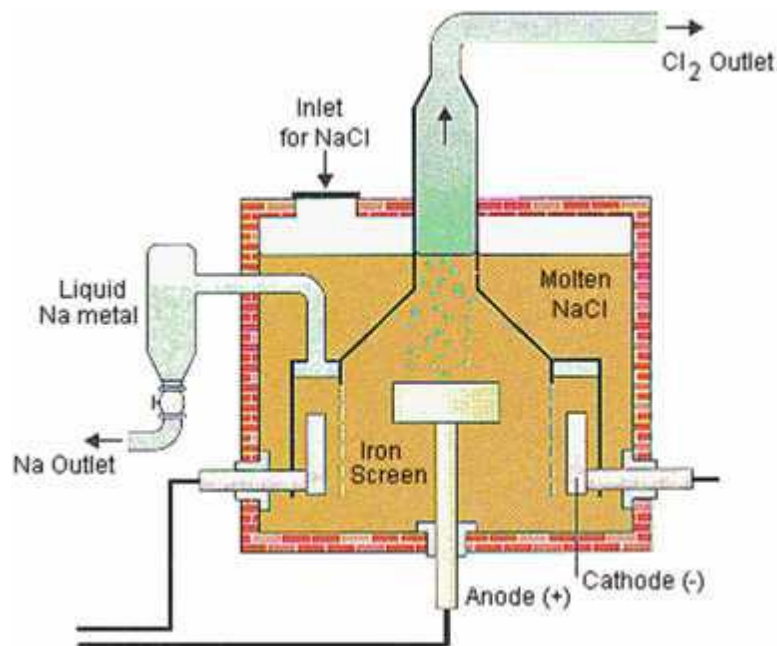 Cl2 Outlet
Inlet
for NaCl
Liquid
Na metal
Molten
NaCl
Iron
Screen
Na Outlet
Cathode (-)
Anode (+)